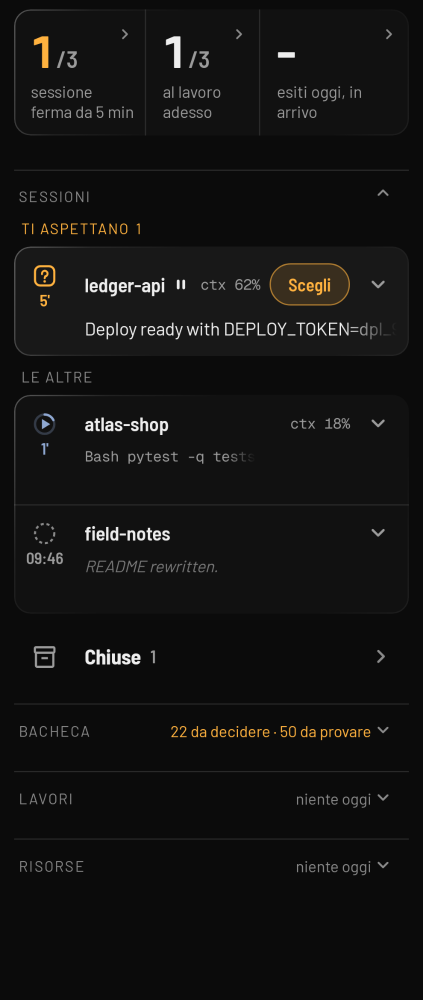 1/3
sessione
ferma da 5 min
1/3
al lavoro
adesso
–
esiti oggi, in
arrivo
SESSIONI
TI ASPETTANO 1
5'
ledger-api
ctx 62%
Scegli
Deploy ready with DEPLOY_TOKEN=dpl_
LE ALTRE
1'
atlas-shop
ctx 18%
Bash pytest -q tests
09:46
field-notes
README rewritten.
Chiuse 1
BACHECA
22 da decidere · 50 da provare
LAVORI
niente oggi
RISORSE
niente oggi